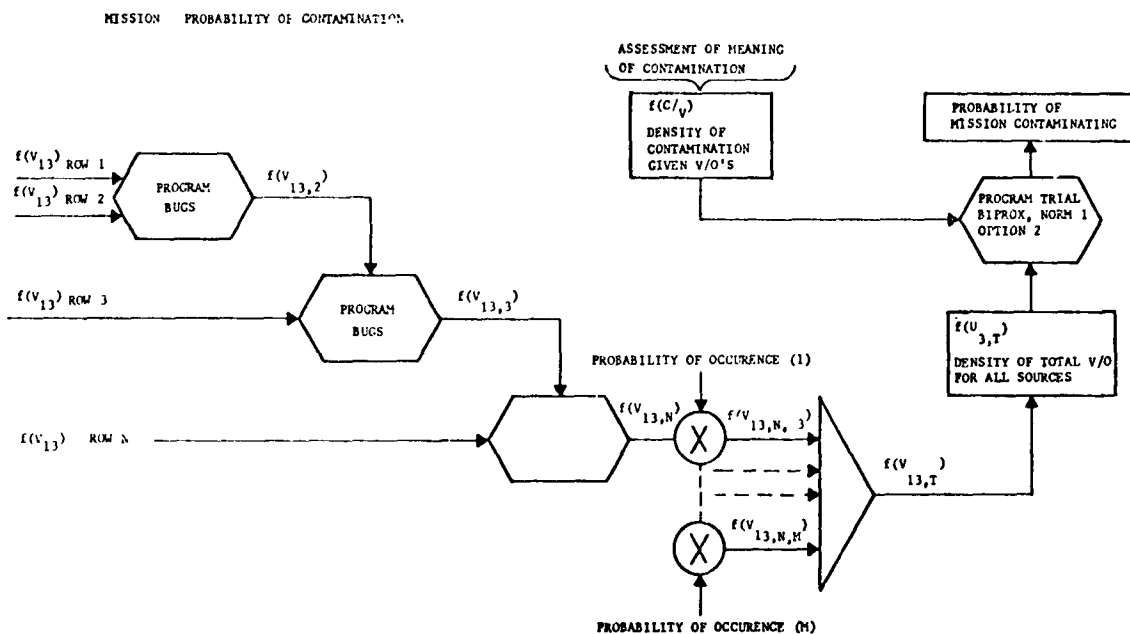 MISSION PROBABILITY OF CONTAMINATION
ASSESSMENT OF MEANING
OF CONTAMINATION
f(C/V)
DENSITY OF
CONTAMINATION
GIVEN V/O'S
PROBABILITY OF
MISSION CONTAMINATING
f(V13) ROW 1
f(V13) ROW 2
PROGRAM
BUGS
f(V13,2)
PROGRAM TRIAL
BIPROX, NORM 1
OPTION 2
f(V13) ROW 3
PROGRAM
BUGS
f(V13,3)
f(U3,T)
DENSITY OF TOTAL V/O
FOR ALL SOURCES
PROBABILITY OF OCCURENCE (1)
f(V13) ROW N
f(V13,N)
X
f(V13,N, 3)
f(V13,T)
X
f(V13,N,M)
PROBABILITY OF OCCURENCE (M)